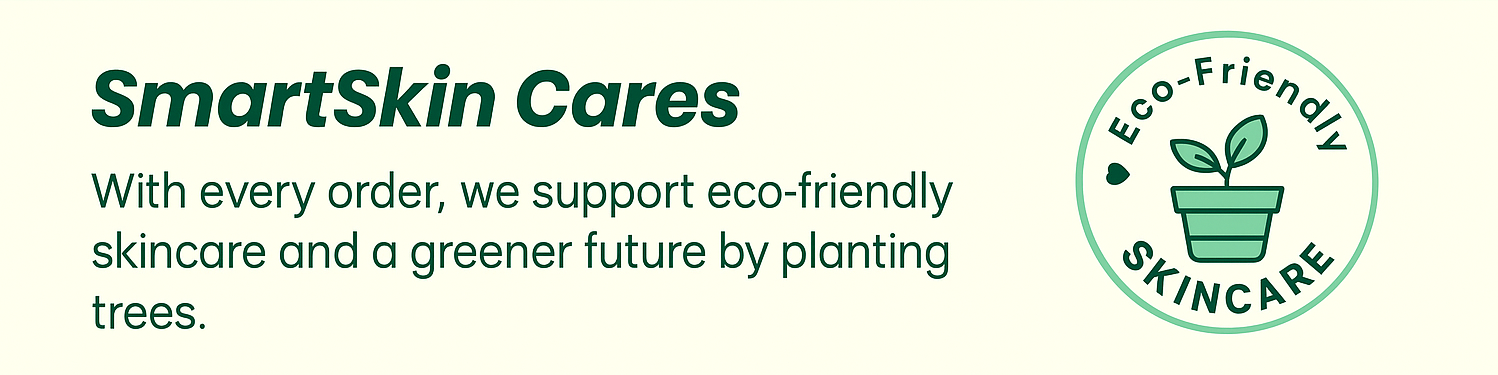 SmartSkin Cares
With every order, we support eco-friendly
skincare and a greener future by planting
trees.
Eco-Friendly
SKINCARE